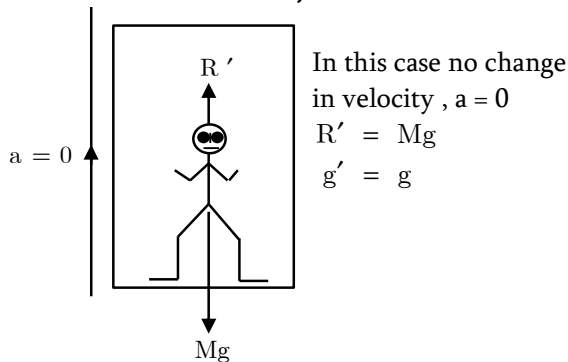 R ′
In this case no change
in velocity , a = 0
R′ = Mg
g′ = g
a = 0
Mg